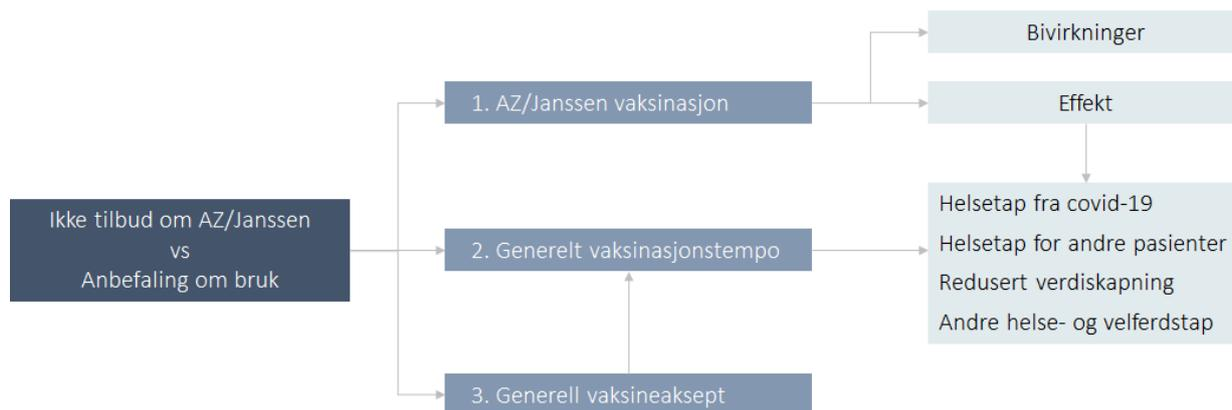 Bivirkninger
1. AZ/Janssen vaksinasjon
Effekt
Ikke tilbud om AZ/Janssen
vs
Anbefaling om bruk
2. Generelt vaksinasjonstempo
Helsetap fra covid-19
Helsetap for andre pasienter
Redusert verdiskapning
Andre helse- og velferdstap
3. Generell vaksineaksept